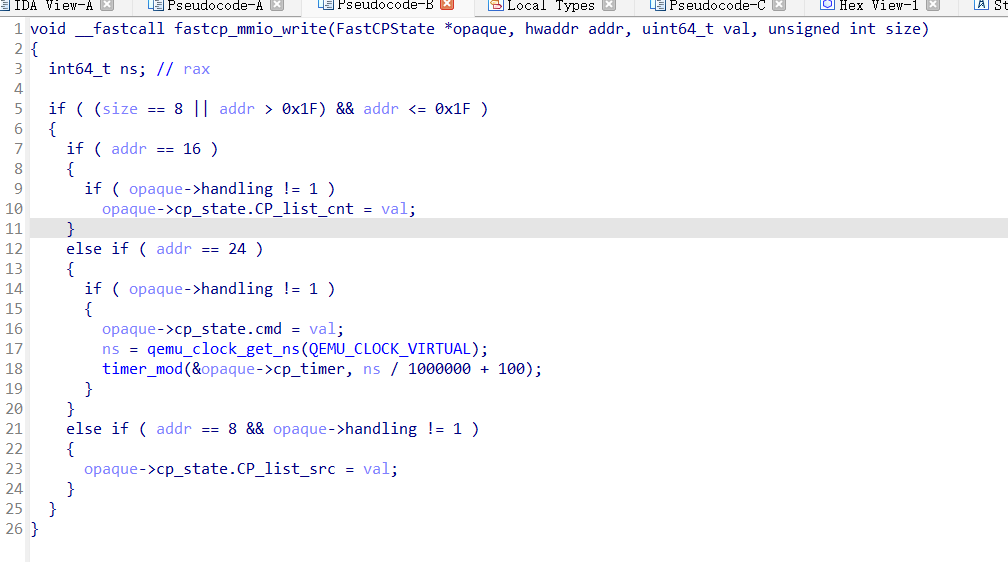 IDA View-A Pseudocode-A Pseudocode-B Local Types Pseudocode-C Hex View-1 St
1 void __fastcall fastcp_mmio_write(FastCPState *opaque, hwaddr addr, uint64_t val, unsigned int size)
2 {
3   int64_t ns; // rax
4
5   if ( (size == 8 || addr > 0x1F) && addr <= 0x1F )
6   {
7     if ( addr == 16 )
8     {
9       if ( opaque->handling != 1 )
10         opaque->cp_state.CP_list_cnt = val;
11     }
12     else if ( addr == 24 )
13     {
14       if ( opaque->handling != 1 )
15       {
16         opaque->cp_state.cmd = val;
17         ns = qemu_clock_get_ns(QEMU_CLOCK_VIRTUAL);
18         timer_mod(&opaque->cp_timer, ns / 1000000 + 100);
19       }
20     }
21     else if ( addr == 8 && opaque->handling != 1 )
22     {
23       opaque->cp_state.CP_list_src = val;
24     }
25   }
26 }